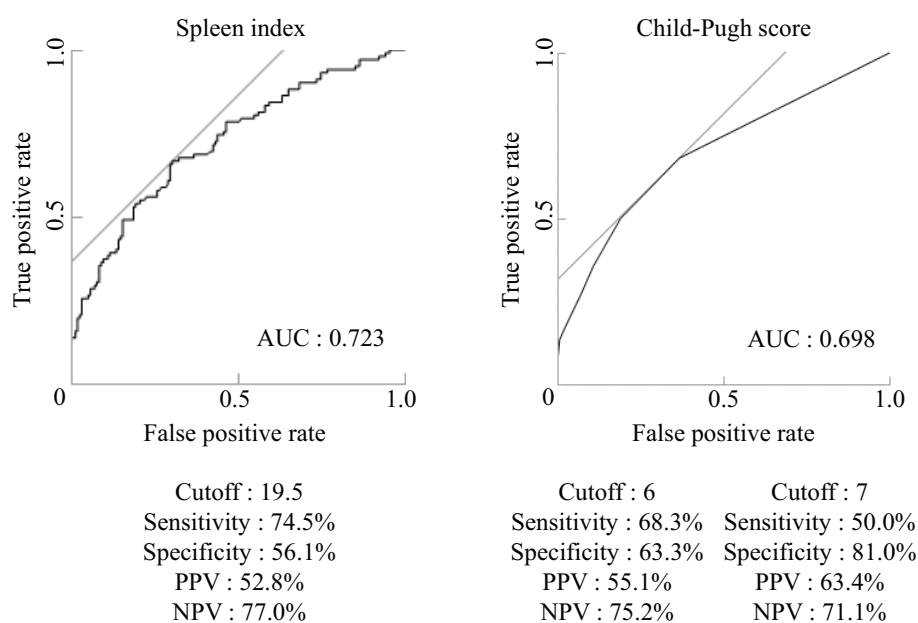 Spleen index
1.0
0.5
True positive rate
AUC : 0.723
0
0.5
1.0
False positive rate
Cutoff : 19.5
Sensitivity : 74.5%
Specificity : 56.1%
PPV : 52.8%
NPV : 77.0%
Child-Pugh score
1.0
0.5
True positive rate
AUC : 0.698
0
0.5
1.0
False positive rate
Cutoff : 6
Sensitivity : 68.3%
Specificity : 63.3%
PPV : 55.1%
NPV : 75.2%
Cutoff : 7
Sensitivity : 50.0%
Specificity : 81.0%
PPV : 63.4%
NPV : 71.1%